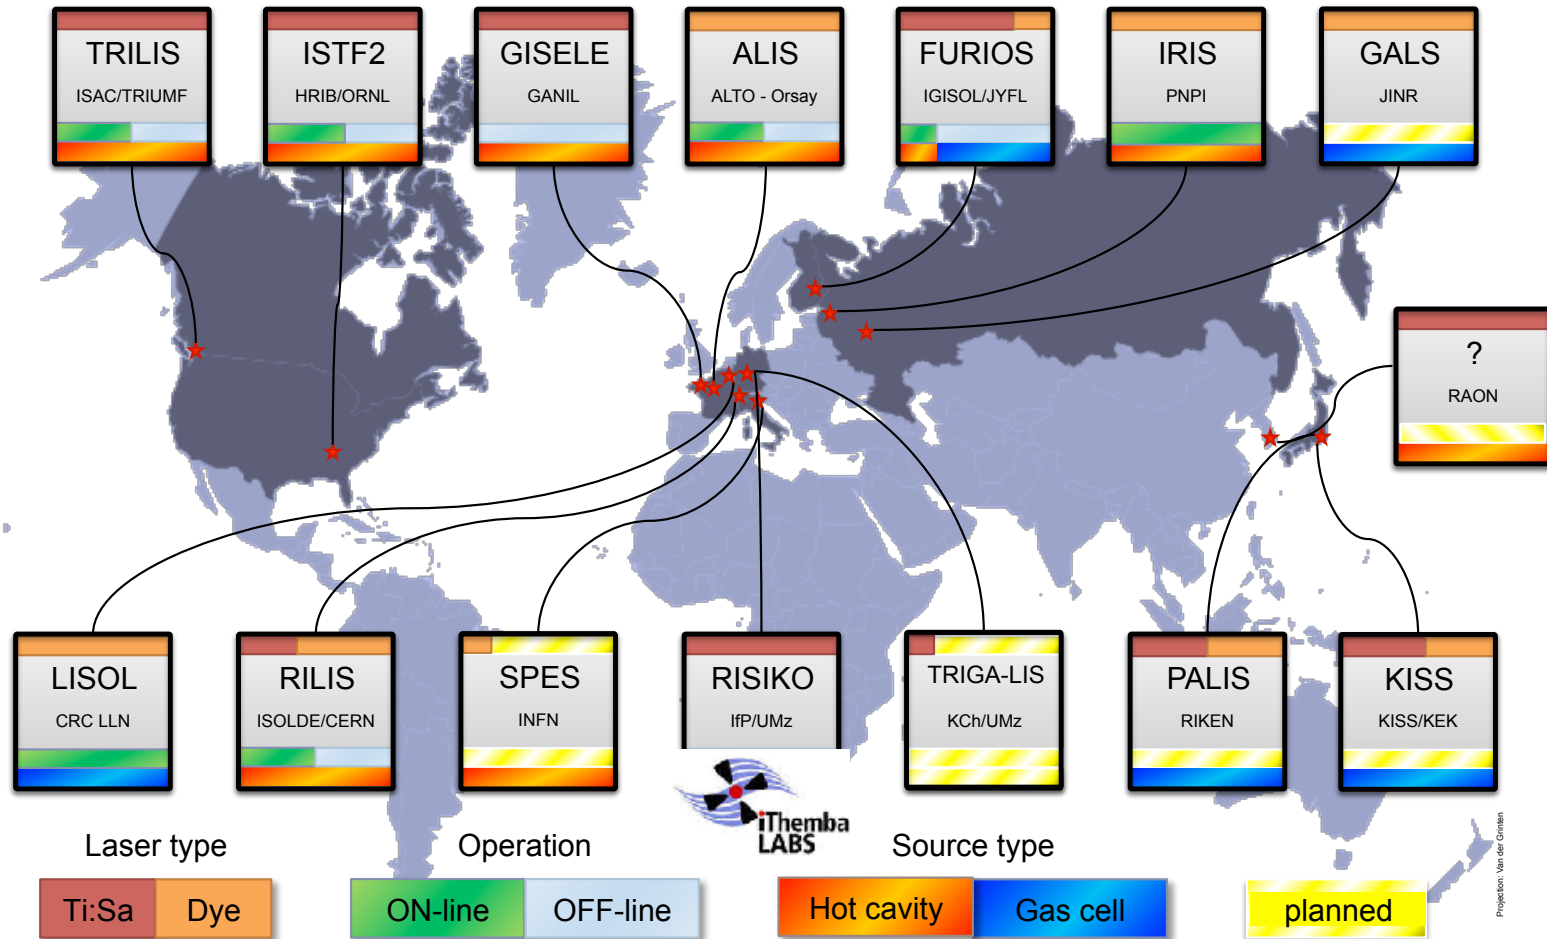 TRILIS
ISAC/TRIUMF
ISTF2
HRIB/ORNL
GISELE
GANIL
ALIS
ALTO - Orsay
FURIOS
IGISOL/JYFL
IRIS
PNPI
GALS
JINR
?
RAON
LISOL
CRC LLN
RILIS
ISOLDE/CERN
SPES
INFN
RISIKO
IfP/UMz
TRIGA-LIS
KCh/UMz
PALIS
RIKEN
KISS
KISS/KEK
iThemba
LABS
Laser type
Operation
Source type
Ti:Sa
Dye
ON-line
OFF-line
Hot cavity
Gas cell
planned
Projection: Van der Grinten